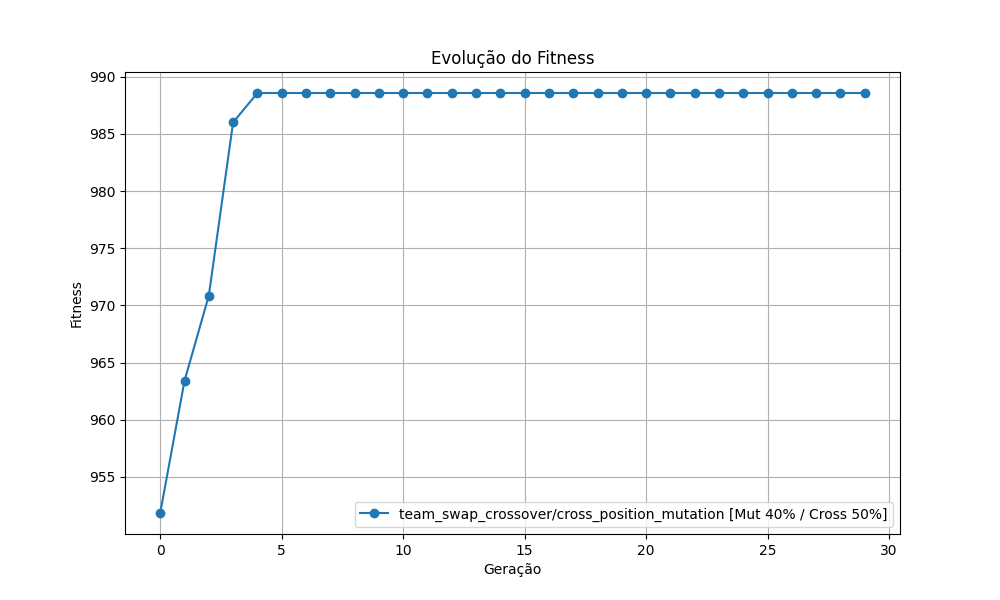 Evolução do Fitness
Fitness
990
985
980
975
970
965
960
955
team_swap_crossover/cross_position_mutation [Mut 40% / Cross 50%]
0 5 10 15 20 25 30
Geração